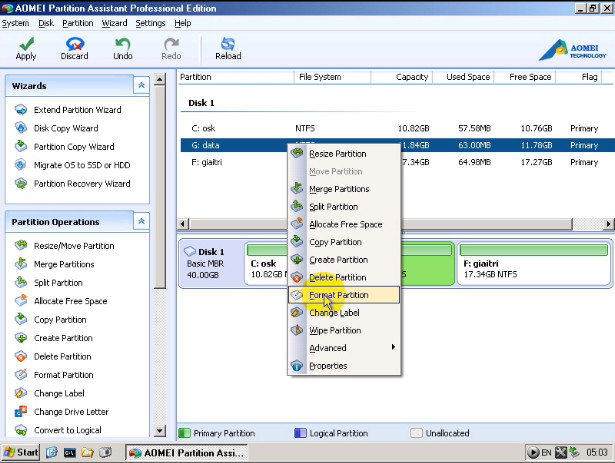 AOMEI Partition Assistant Professional Edition
System Disk Partition Wizard Settings Help
Apply Discard Undo Redo Reload
AOMEI
TECHNOLOGY
Wizards
Extend Partition Wizard
Disk Copy Wizard
Partition Copy Wizard
Migrate OS to SSD or HDD
Partition Recovery Wizard
Partition Operations
Resize/Move Partition
Merge Partitions
Split Partition
Allocate Free Space
Copy Partition
Create Partition
Delete Partition
Format Partition
Change Label
Change Drive Letter
Convert to Logical
Partition File System Capacity Used Space Free Space Flag
Disk 1
C: osk NTFS 10.82GB 57.58MB 10.76GB Primary
G: data 1.84GB 63.00MB 11.78GB Primary
F: giaitri 7.34GB 64.98MB 17.27GB Primary
Resize Partition
Move Partition
Merge Partitions
Split Partition
Allocate Free Space
Copy Partition
Create Partition
Delete Partition
Format Partition
Change Label
Wipe Partition
Advanced
Properties
Disk 1
Basic MBR
40.00GB
C: osk
10.82G
F: giaitri
17.34GB NTFS
Primary Partition Logical Partition Unallocated
Start AOMEI Partition Assi... EN 05:03